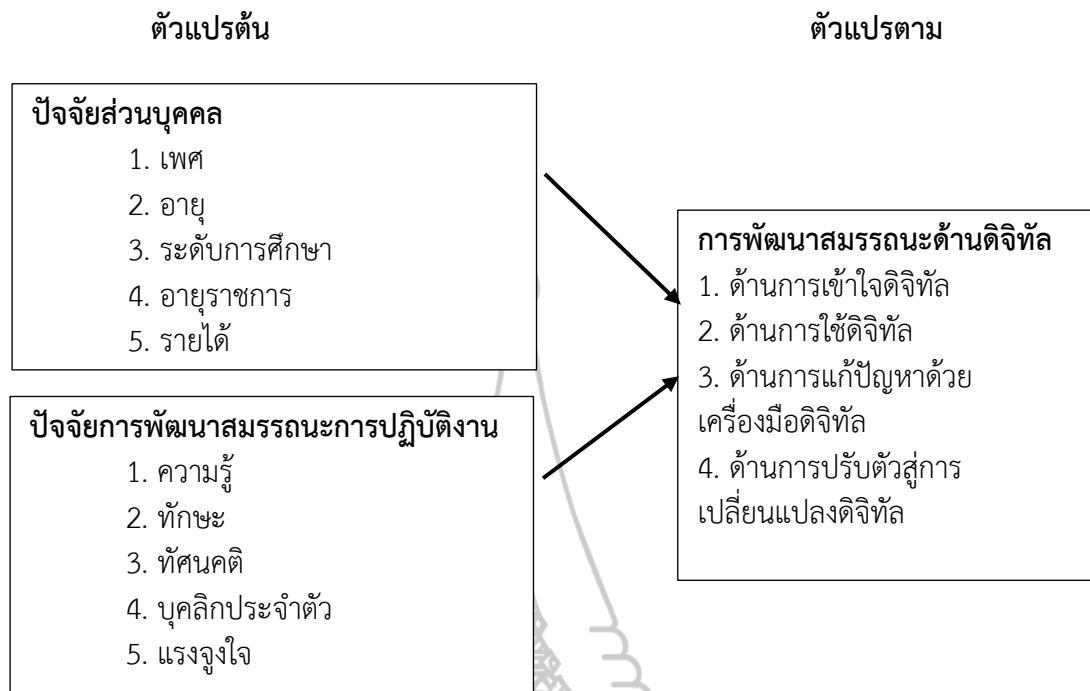 ตัวแปรต้น
ตัวแปรตาม
ปัจจัยส่วนบุคคล
1. เพศ
2. อายุ
3. ระดับการศึกษา
4. อายุราชการ
5. รายได้
ปัจจัยการพัฒนาสมรรถนะการปฏิบัติงาน
1. ความรู้
2. ทักษะ
3. ทัศนคติ
4. บุคลิกประจำตัว
5. แรงจูงใจ
การพัฒนาสมรรถนะด้านดิจิทัล
1. ด้านการเข้าใจดิจิทัล
2. ด้านการใช้ดิจิทัล
3. ด้านการแก้ปัญหาด้วย
เครื่องมือดิจิทัล
4. ด้านการปรับตัวสู่การ
เปลี่ยนแปลงดิจิทัล